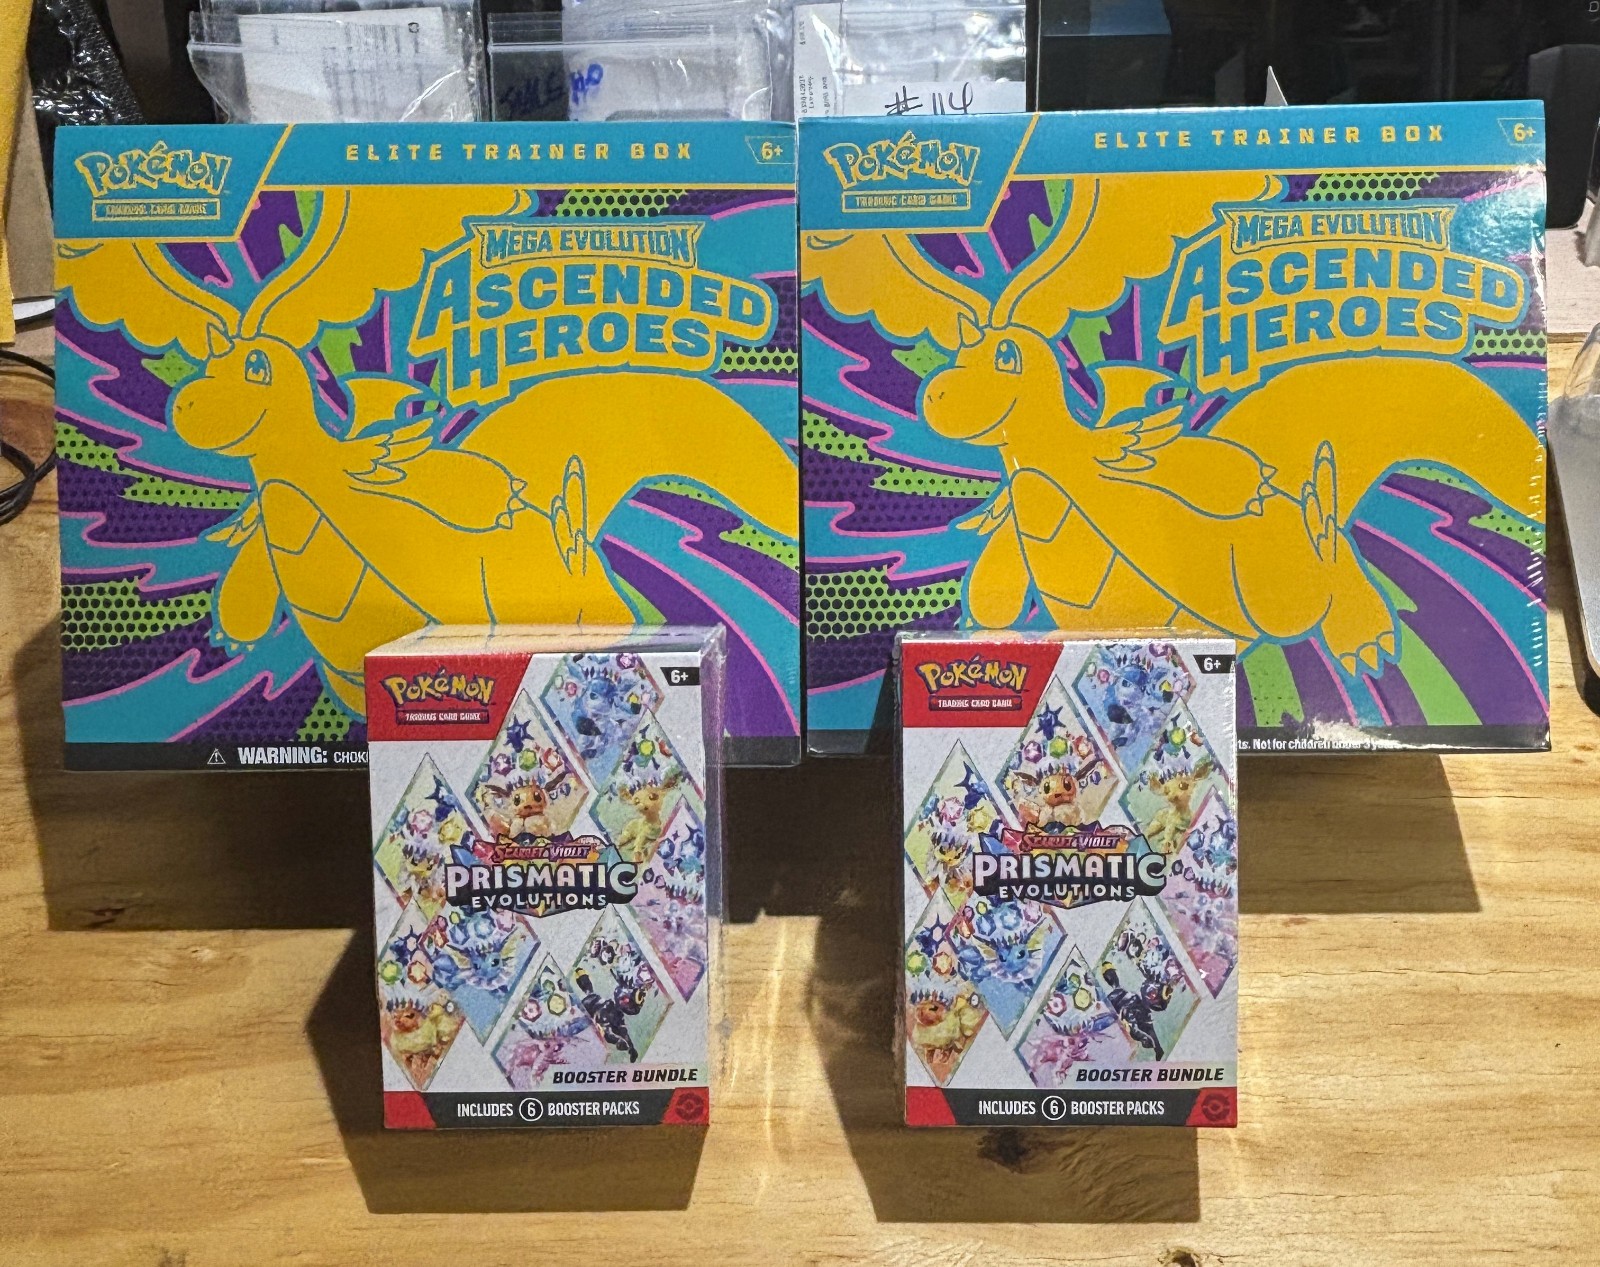 #114
POKéMON
TRADING CARD GAME
ELITE TRAINER BOX
6+
MEGA EVOLUTION
ASCENDED
HEROES
WARNING:
POKéMON
TRADING CARD GAME
ELITE TRAINER BOX
6+
MEGA EVOLUTION
ASCENDED
HEROES
Not for children under 3 years.
POKéMON
TRADING CARD GAME
6+
SCARLET & VIOLET
PRISMATIC
EVOLUTIONS
BOOSTER BUNDLE
INCLUDES 6 BOOSTER PACKS
POKéMON
TRADING CARD GAME
6+
SCARLET & VIOLET
PRISMATIC
EVOLUTIONS
BOOSTER BUNDLE
INCLUDES 6 BOOSTER PACKS